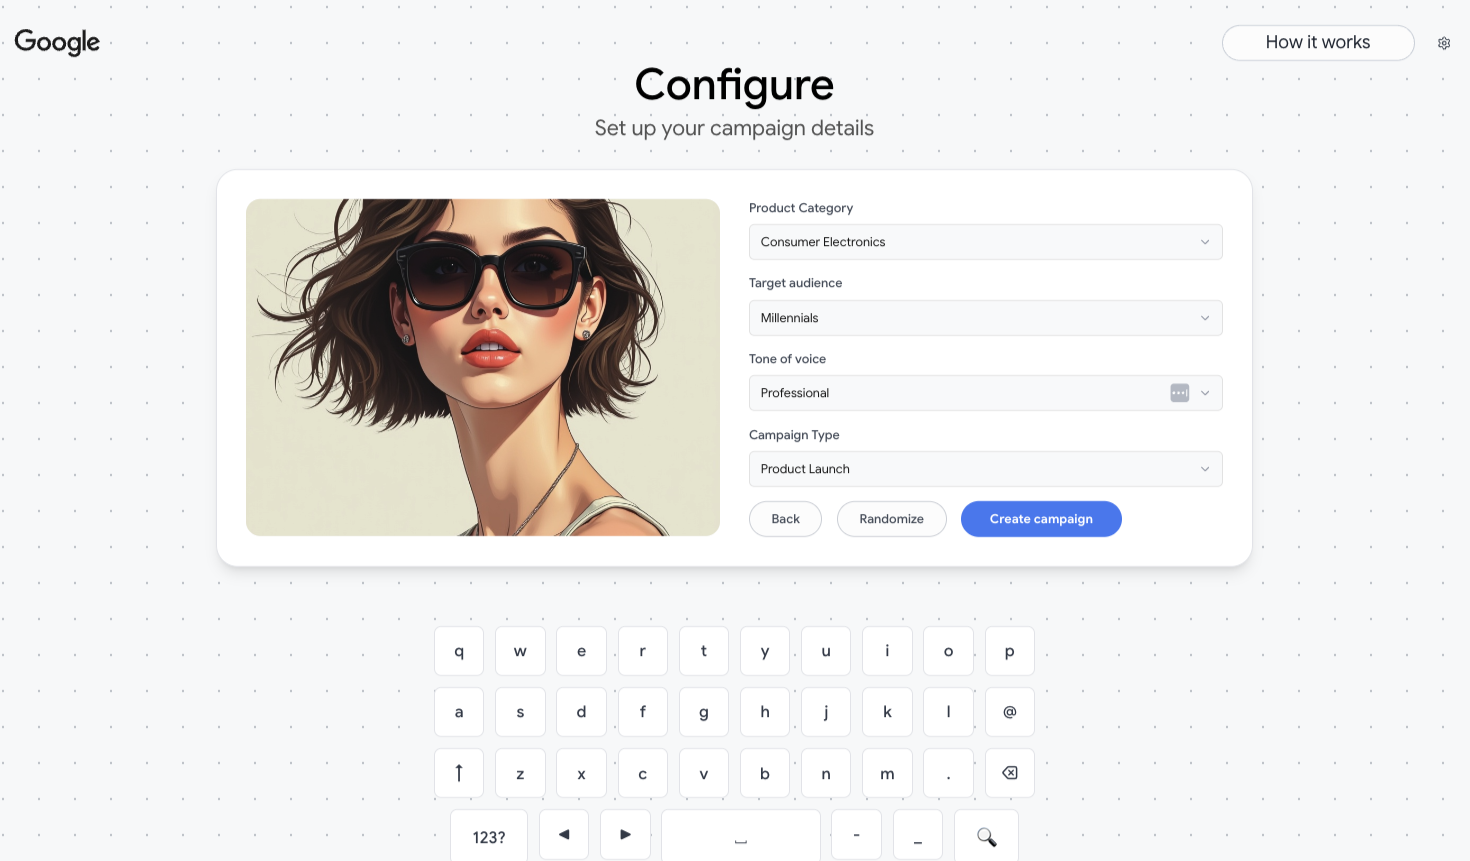 Google
How it works
Configure
Set up your campaign details
Product Category
Consumer Electronics
Target audience
Millennials
Tone of voice
Professional
Campaign Type
Product Launch
Back Randomize Create campaign
q w e r t y u i o p
a s d f g h j k l @
↑ z x c v b n m .
123? ◀ ▶ - _